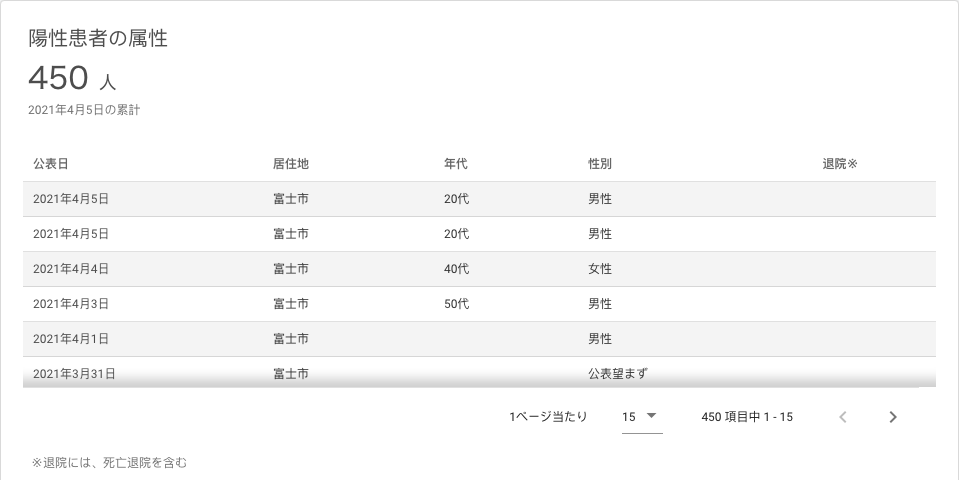 陽性患者の属性
450 人
2021年4月5日の累計
公表日 居住地 年代 性別 退院※
2021年4月5日 富士市 20代 男性
2021年4月5日 富士市 20代 男性
2021年4月4日 富士市 40代 女性
2021年4月3日 富士市 50代 男性
2021年4月1日 富士市 男性
2021年3月31日 富士市 公表望まず
1ページ当たり 15 450 項目中 1 - 15
※退院には、死亡退院を含む